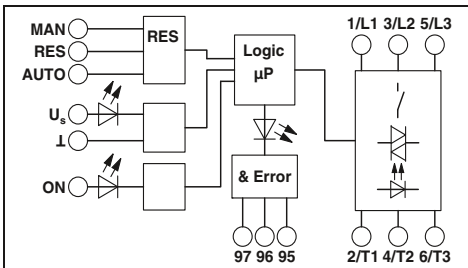 MAN
RES
AUTO
RES
Logic
µP
1/L1 3/L2 5/L3
Us
⊥
ON
& Error
97 96 95
2/T1 4/T2 6/T3